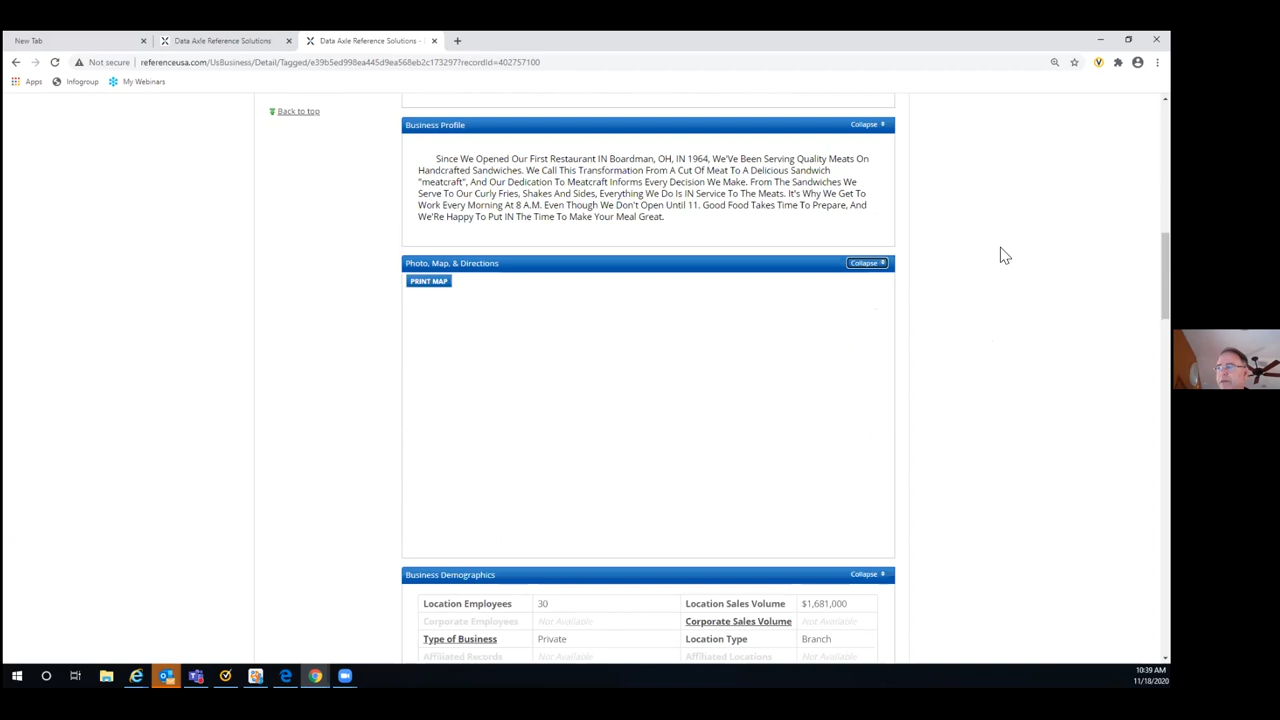 New Tab
Data Axle Reference Solutions
Data Axle Reference Solutions -
Not secure
referenceusa.com/UsBusiness/Detail/Tagged/e39b5ed998ea445d9ea568eb2c173297?recordId=402757100
Apps
Infogroup
My Webinars
Back to top
Business Profile
Collapse
Since We Opened Our First Restaurant IN Boardman, OH, IN 1964, We'Ve Been Serving Quality Meats On
Handcrafted Sandwiches. We Call This Transformation From A Cut Of Meat To A Delicious Sandwich
"meatcraft", And Our Dedication To Meatcraft Informs Every Decision We Make. From The Sandwiches We
Serve To Our Curly Fries, Shakes And Sides, Everything We Do Is IN Service To The Meats. It's Why We Get To
Work Every Morning At 8 A.M. Even Though We Don't Open Until 11. Good Food Takes Time To Prepare, And
We'Re Happy To Put IN The Time To Make Your Meal Great.
Photo, Map, & Directions
Collapse
PRINT MAP
Business Demographics
Collapse
Location Employees 30 Location Sales Volume $1,681,000
Corporate Employees Not Available Corporate Sales Volume Not Available
Type of Business Private Location Type Branch
Affiliated Records Not Available Affiliated Locations Not Available
10:39 AM
11/18/2020